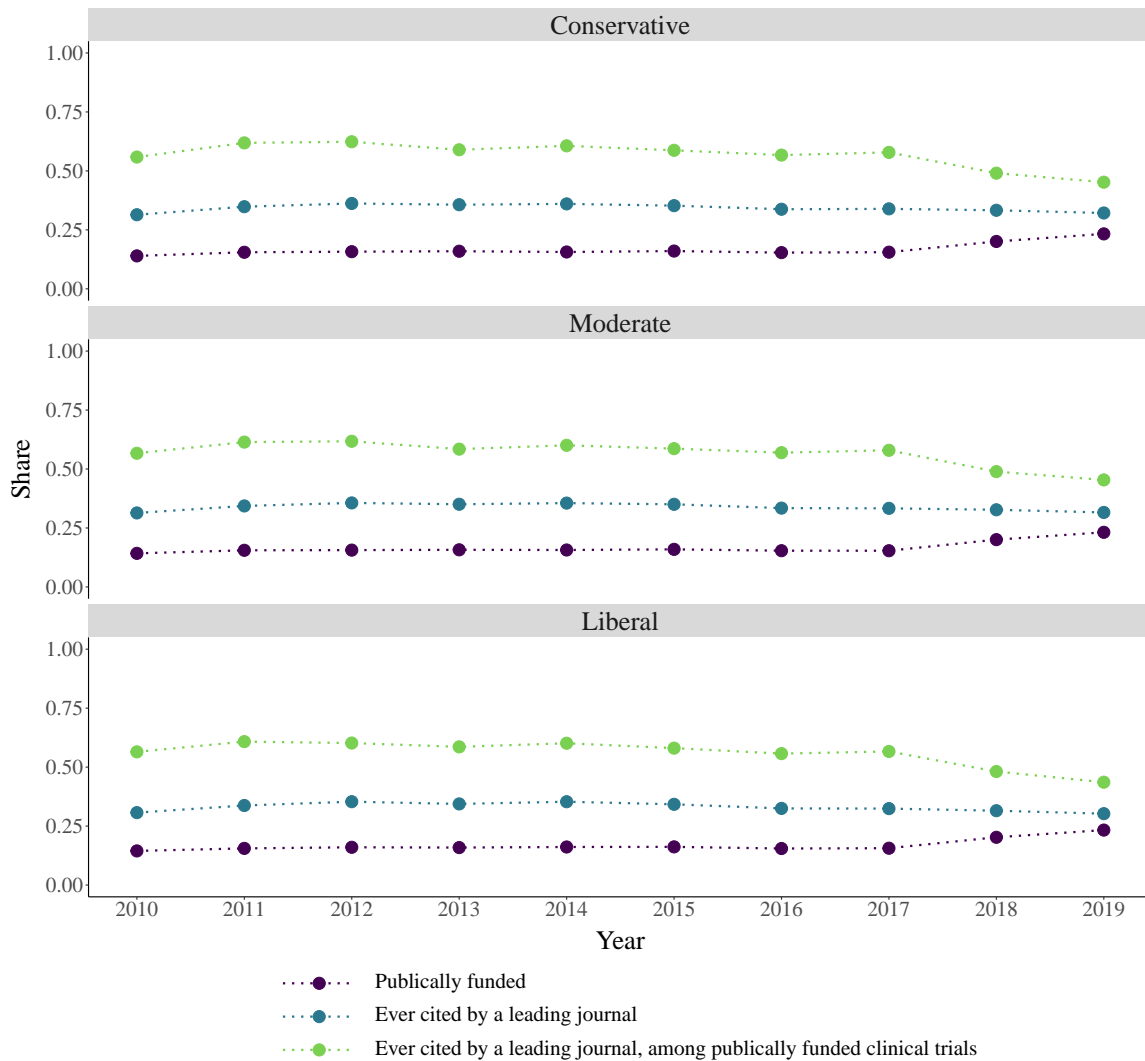 Conservative
1.00
0.75
0.50
0.25
0.00
Moderate
1.00
0.75
0.50
0.25
0.00
Share
Liberal
1.00
0.75
0.50
0.25
0.00
2010 2011 2012 2013 2014 2015 2016 2017 2018 2019
Year
Publically funded
Ever cited by a leading journal
Ever cited by a leading journal, among publically funded clinical trials